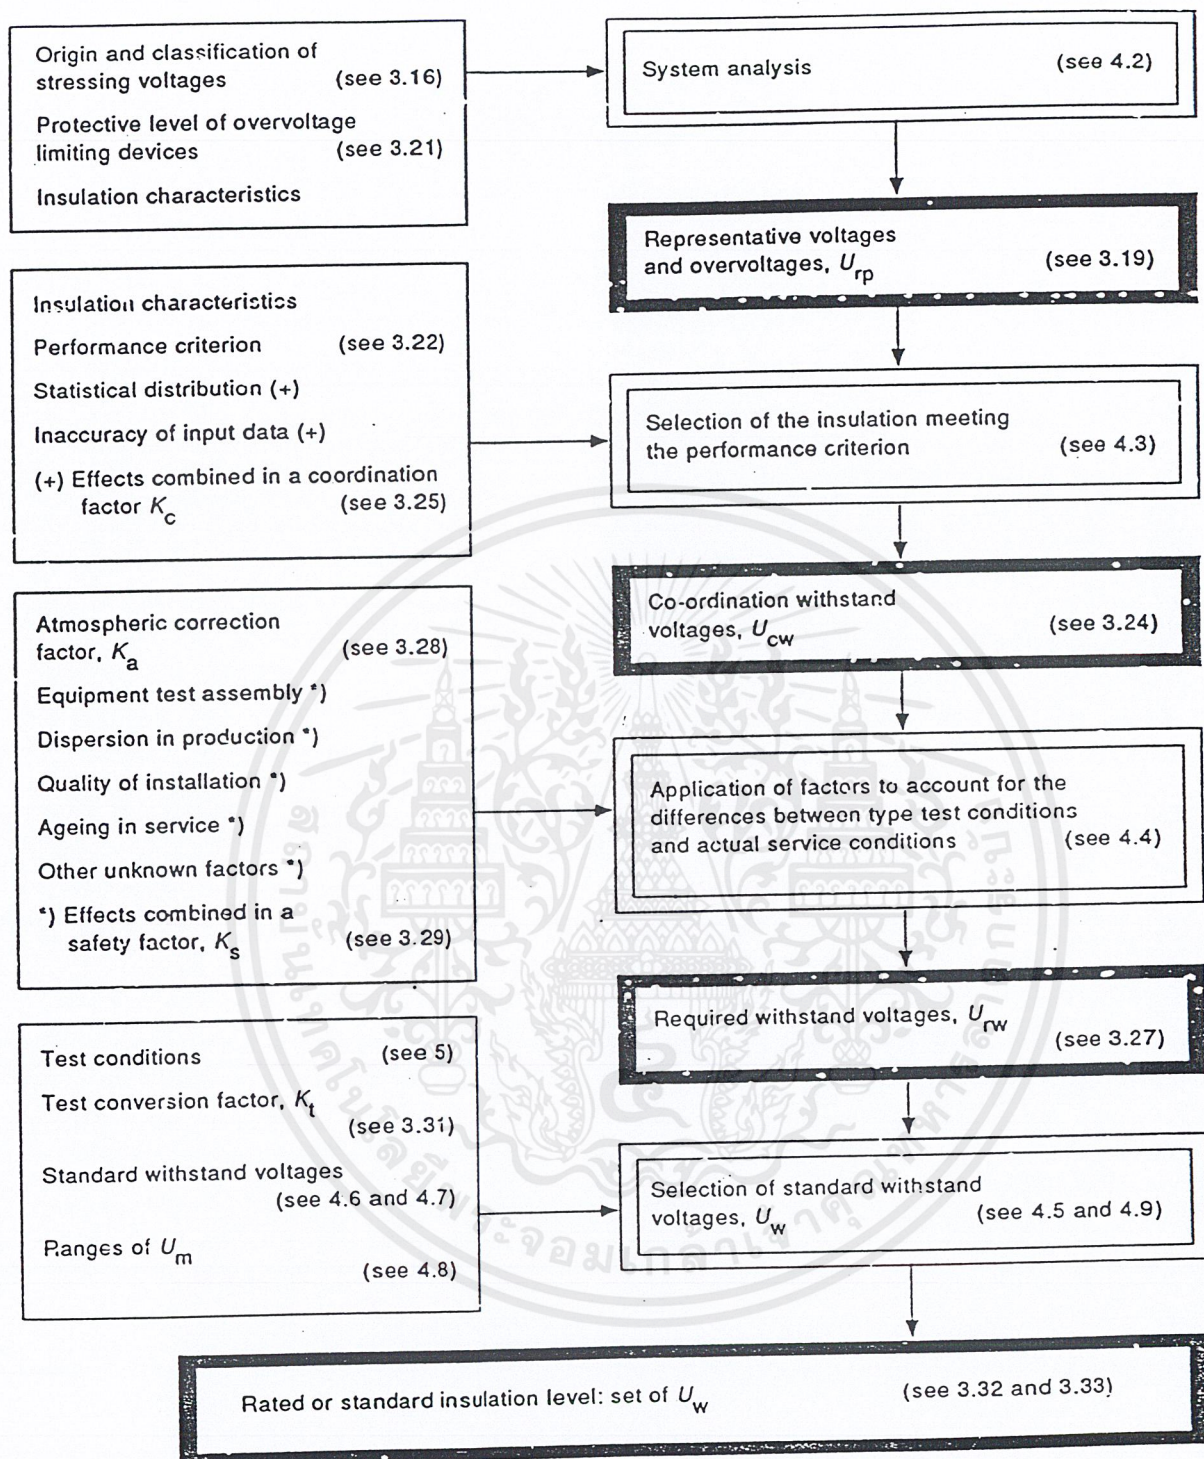 Origin and classification of
stressing voltages (see 3.16)
Protective level of overvoltage
limiting devices (see 3.21)
Insulation characteristics
System analysis (see 4.2)
Representative voltages
and overvoltages, Urp (see 3.19)
Insulation characteristics
Performance criterion (see 3.22)
Statistical distribution (+)
Inaccuracy of input data (+)
(+) Effects combined in a coordination
factor Kc (see 3.25)
Selection of the insulation meeting
the performance criterion (see 4.3)
Co-ordination withstand
voltages, Ucw (see 3.24)
Atmospheric correction
factor, Ka (see 3.28)
Equipment test assembly *)
Dispersion in production *)
Quality of installation *)
Ageing in service *)
Other unknown factors *)
*) Effects combined in a
safety factor, Ks (see 3.29)
Application of factors to account for the
differences between type test conditions
and actual service conditions (see 4.4)
Required withstand voltages, Urw
(see 3.27)
Test conditions (see 5)
Test conversion factor, Kt
(see 3.31)
Standard withstand voltages
(see 4.6 and 4.7)
Ranges of Um
(see 4.8)
Selection of standard withstand
voltages, Uw (see 4.5 and 4.9)
Rated or standard insulation level: set of Uw (see 3.32 and 3.33)